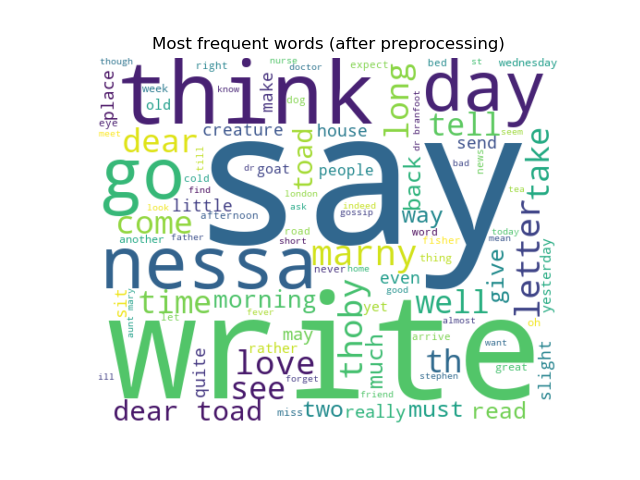 Most frequent words (after preprocessing)
though right nurse doctor expect bed st wednesday
place think day long
week know make dog
old
eye dr branfoot
meet dear creature toad house tell send seem take
go till say dr goat people back news bad
cold
find little london tea
look afternoon ask indeed gossip way letter
come father road word fisher mean today
another short marny thing yesterday
nessa never home even give
sit time morning good well
aunt mary let fever thoby yet almost oh
write may arrive want
rather much th great slight
quite love see
ill forget stephen
friend
dear toad miss two really must read